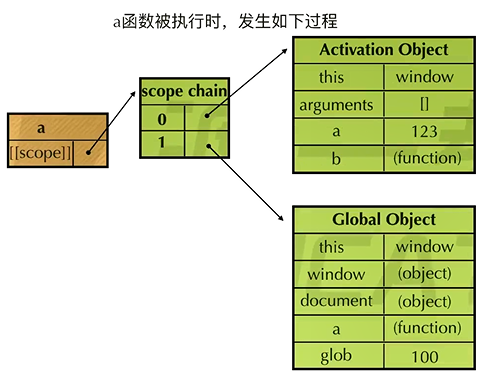 a函数被执行时，发生如下过程
a
[[scope]]
scope chain
0
1
Activation Object
this window
arguments []
a 123
b (function)
Global Object
this window
window (object)
document (object)
a (function)
glob 100